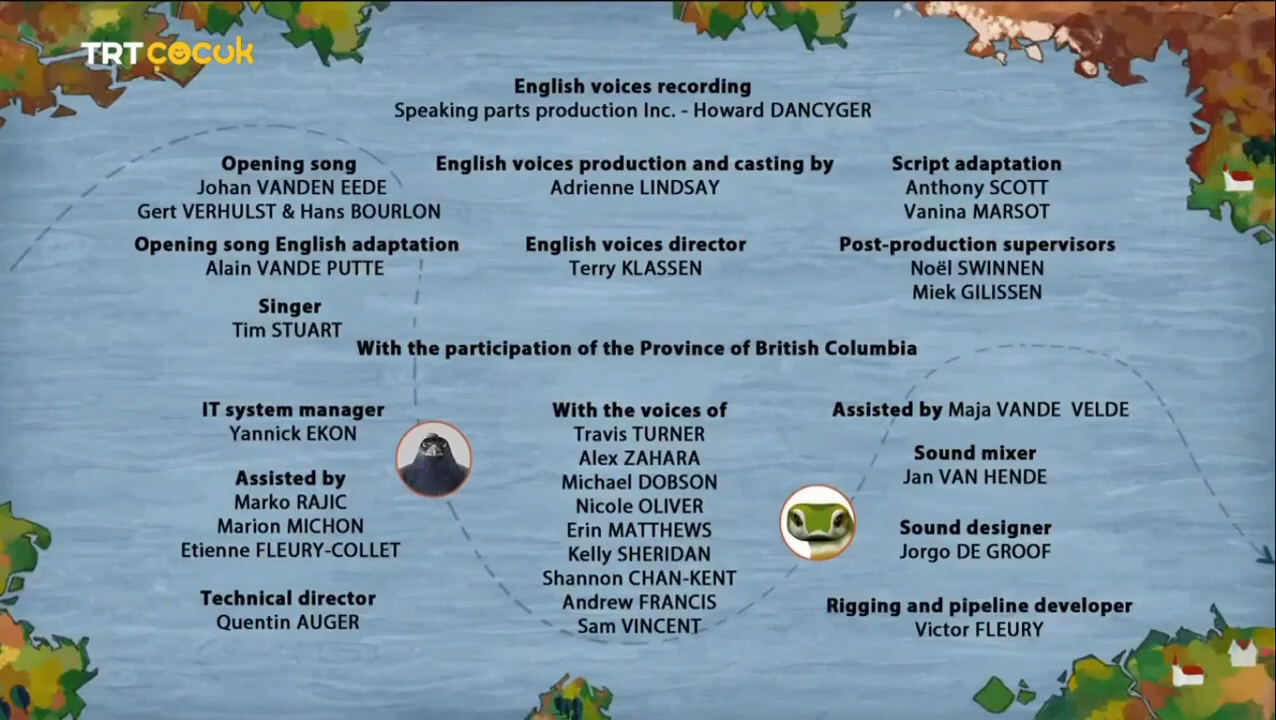 TRT çocuk
English voices recording
Speaking parts production Inc. - Howard DANCYGER
Opening song
Johan VANDEN EEDE
Gert VERHULST & Hans BOURLON
English voices production and casting by
Adrienne LINDSAY
Script adaptation
Anthony SCOTT
Vanina MARSOT
Opening song English adaptation
Alain VANDE PUTTE
English voices director
Terry KLASSEN
Post-production supervisors
Noël SWINNEN
Miek GILISSEN
Singer
Tim STUART
With the participation of the Province of British Columbia
IT system manager
Yannick EKON
Assisted by
Marko RAJIC
Marion MICHON
Etienne FLEURY-COLLET
Technical director
Quentin AUGER
With the voices of
Travis TURNER
Alex ZAHARA
Michael DOBSON
Nicole OLIVER
Erin MATTHEWS
Kelly SHERIDAN
Shannon CHAN-KENT
Andrew FRANCIS
Sam VINCENT
Assisted by Maja VANDE VELDE
Sound mixer
Jan VAN HENDE
Sound designer
Jorgo DE GROOF
Rigging and pipeline developer
Victor FLEURY